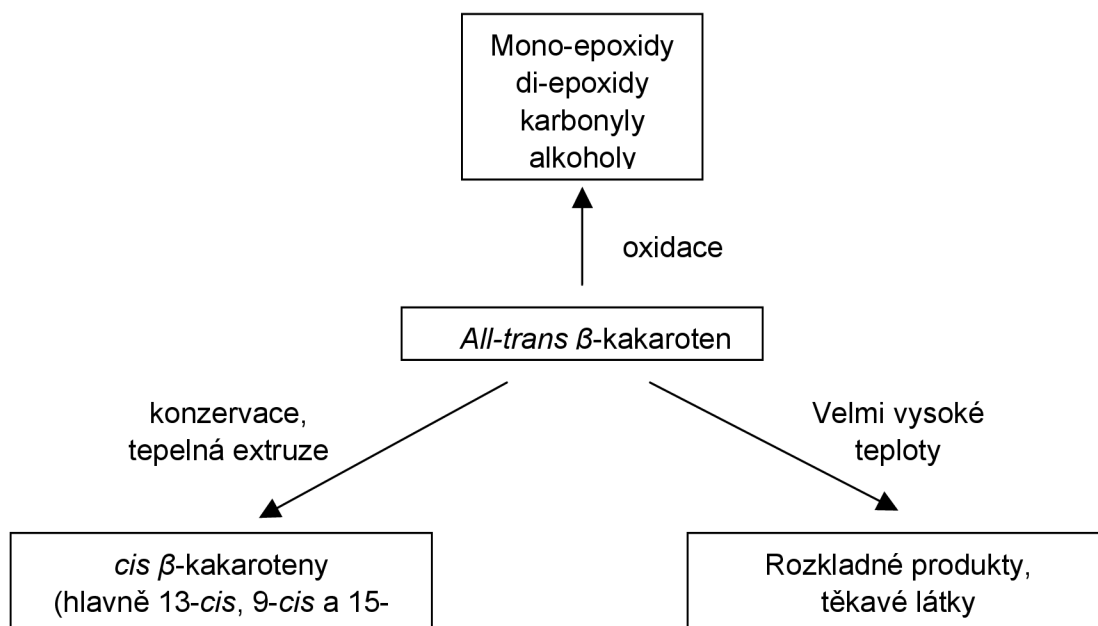 Mono-epoxidy
di-epoxidy
karbonyly
alkoholy
oxidace
All-trans β-kakaroten
konzervace,
tepelná extruze
Velmi vysoké
teploty
cis β-kakaroteny
(hlavně 13-cis, 9-cis a 15-
Rozkladné produkty,
těkavé látky